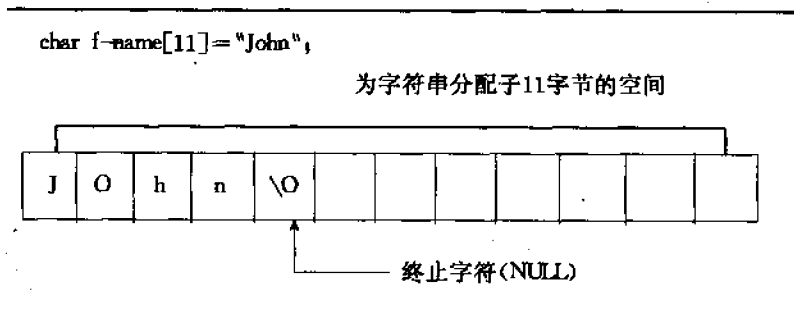 char f-name[11]="John";
为字符串分配子11字节的空间
J O h n \O
终止字符(NULL)